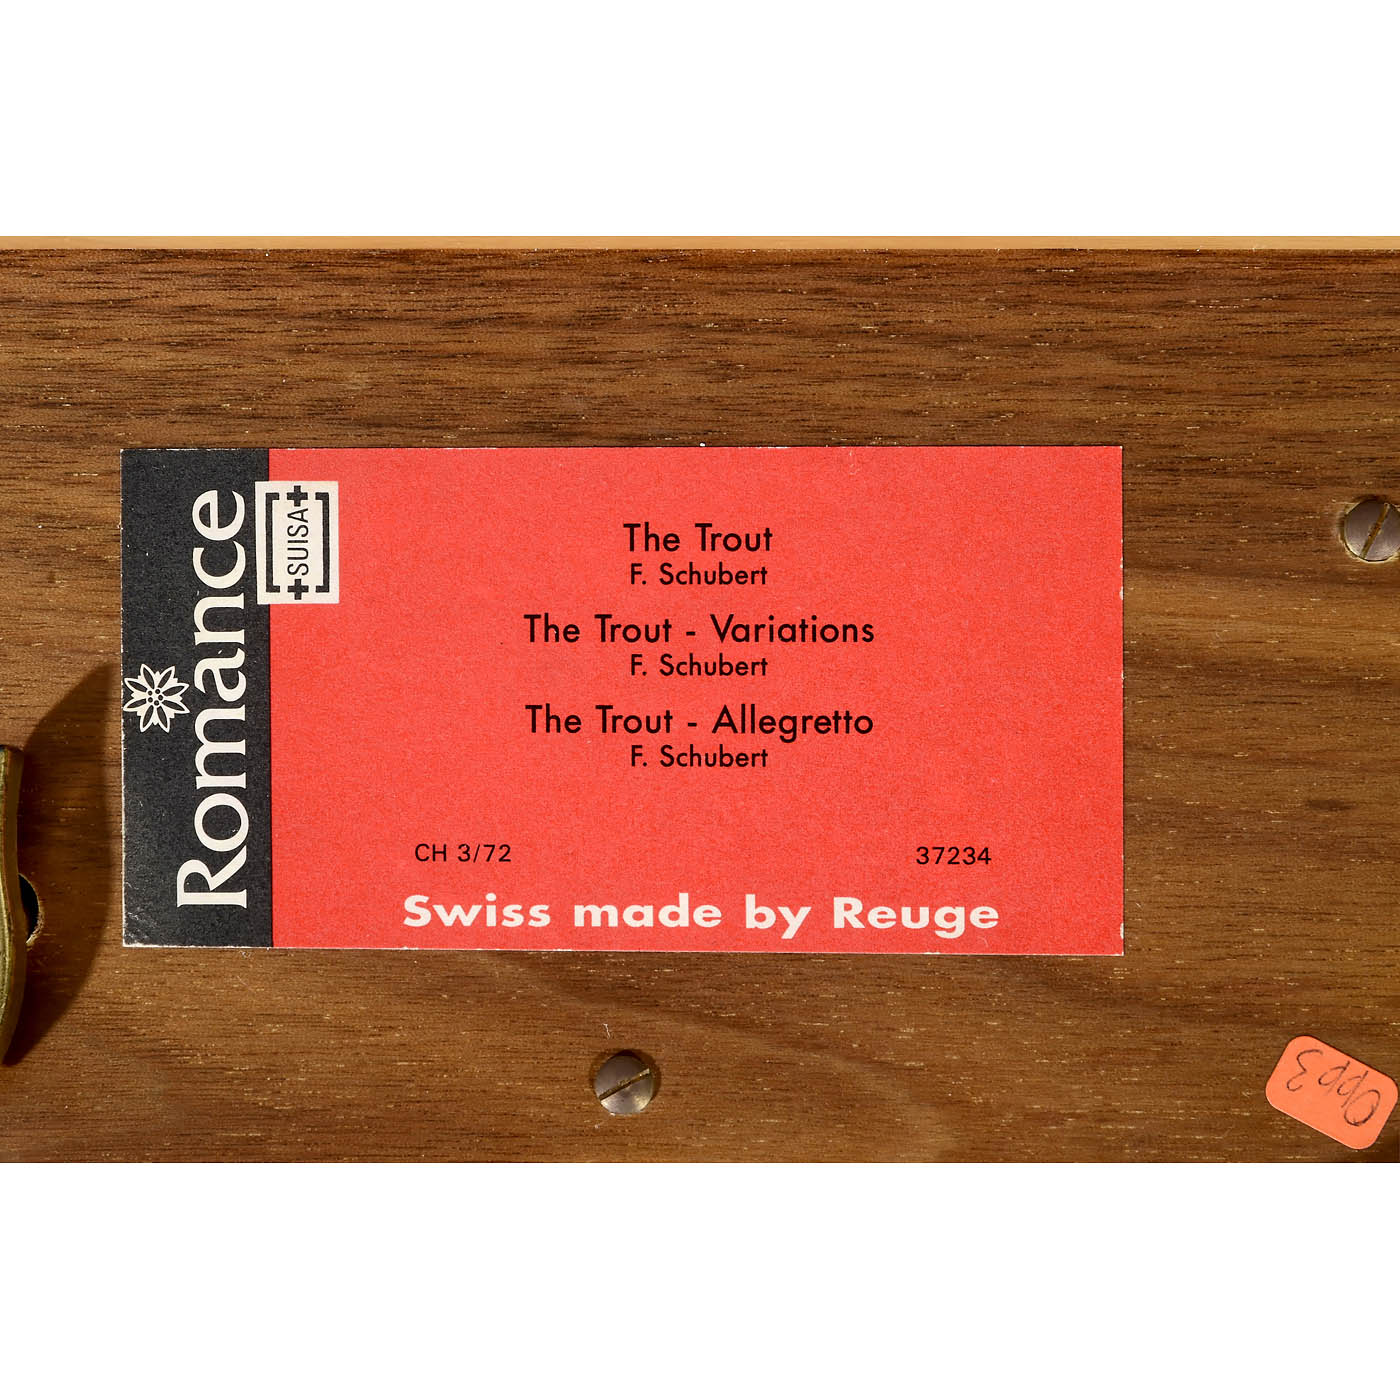 Romance
+SUISA+
The Trout
F. Schubert
The Trout - Variations
F. Schubert
The Trout - Allegretto
F. Schubert
CH 3/72
37234
Swiss made by Reuge